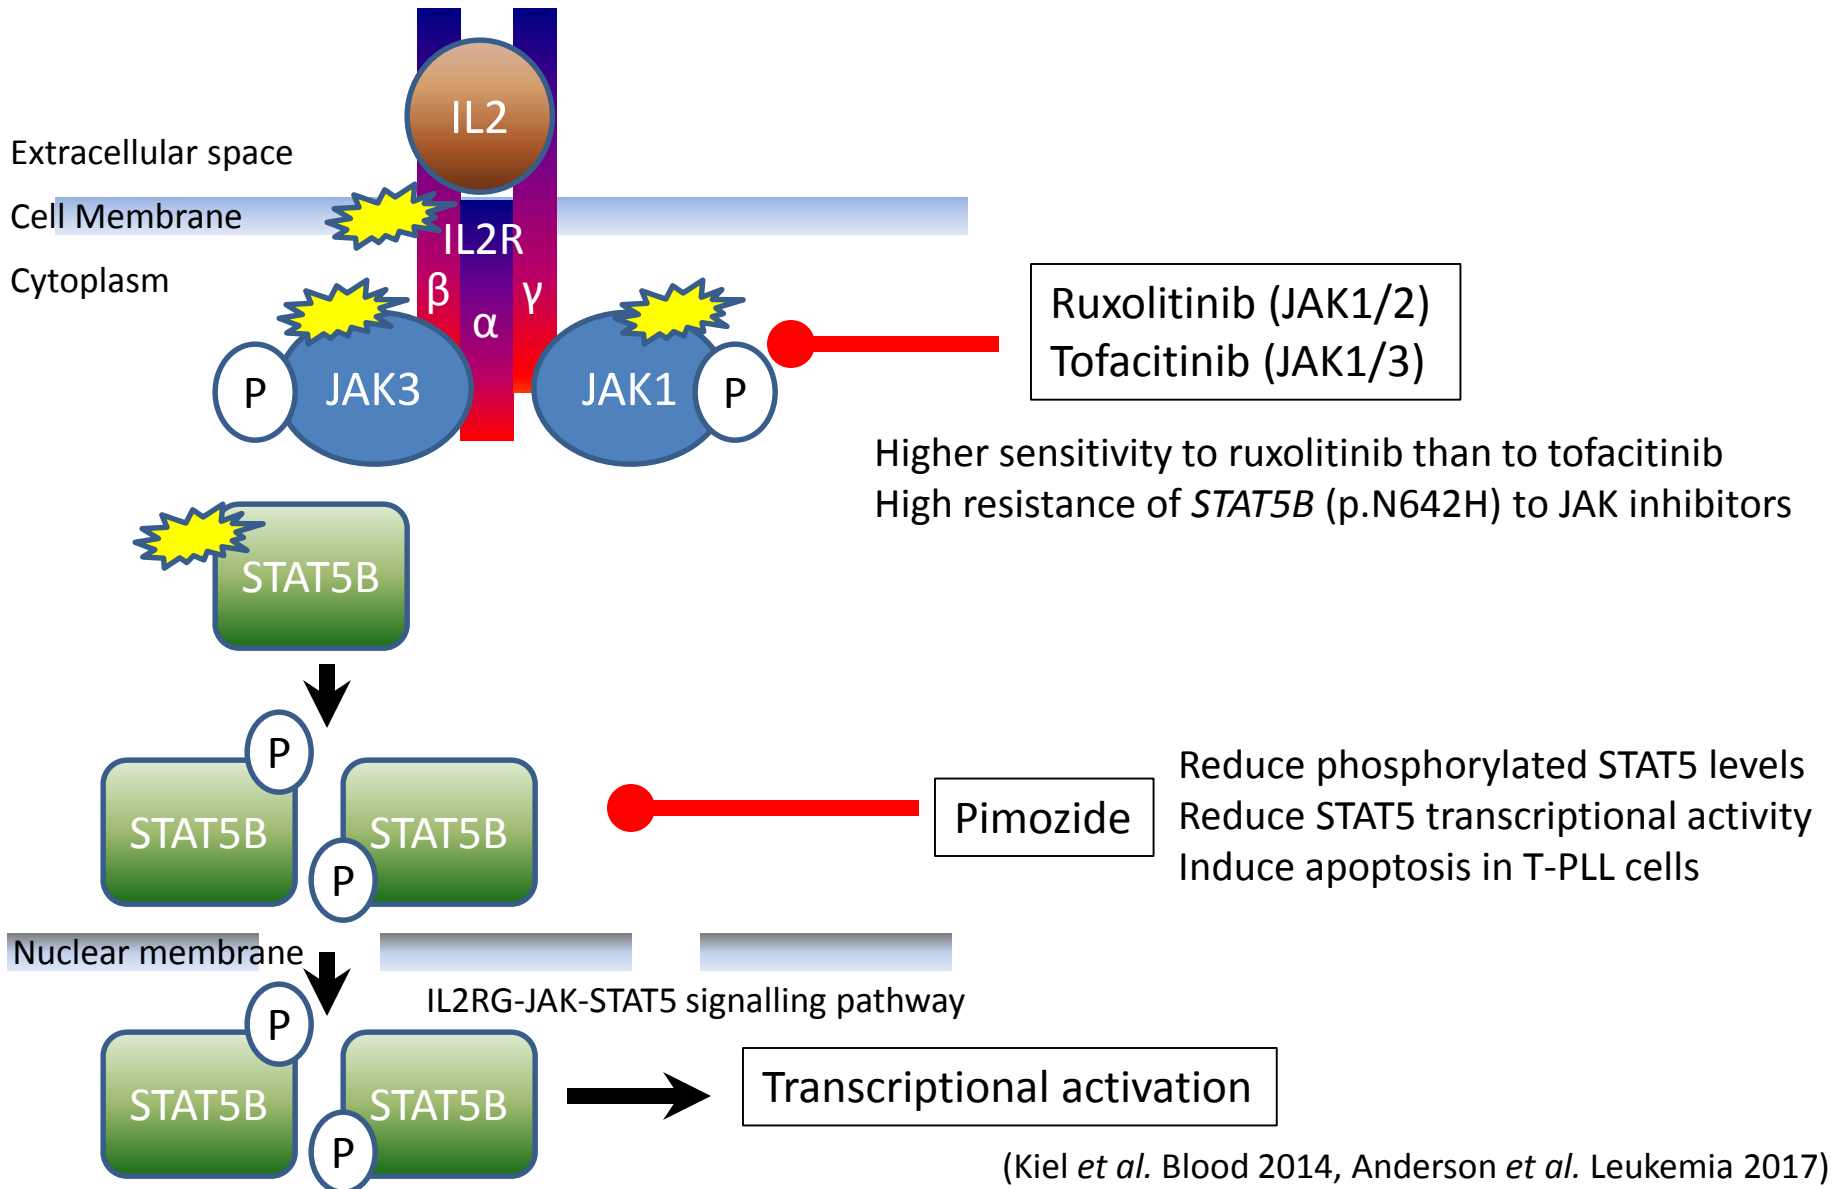 IL2
Extracellular space
Cell Membrane
IL2R
Cytoplasm
β
γ
α
Ruxolitinib (JAK1/2)
Tofacitinib (JAK1/3)
P
JAK3
JAK1
P
Higher sensitivity to ruxolitinib than to tofacitinib
High resistance of STAT5B (p.N642H) to JAK inhibitors
STAT5B
P
STAT5B
STAT5B
P
Pimozide
Reduce phosphorylated STAT5 levels
Reduce STAT5 transcriptional activity
Induce apoptosis in T-PLL cells
Nuclear membrane
IL2RG-JAK-STAT5 signalling pathway
P
STAT5B
STAT5B
P
Transcriptional activation
(Kiel et al. Blood 2014, Anderson et al. Leukemia 2017)